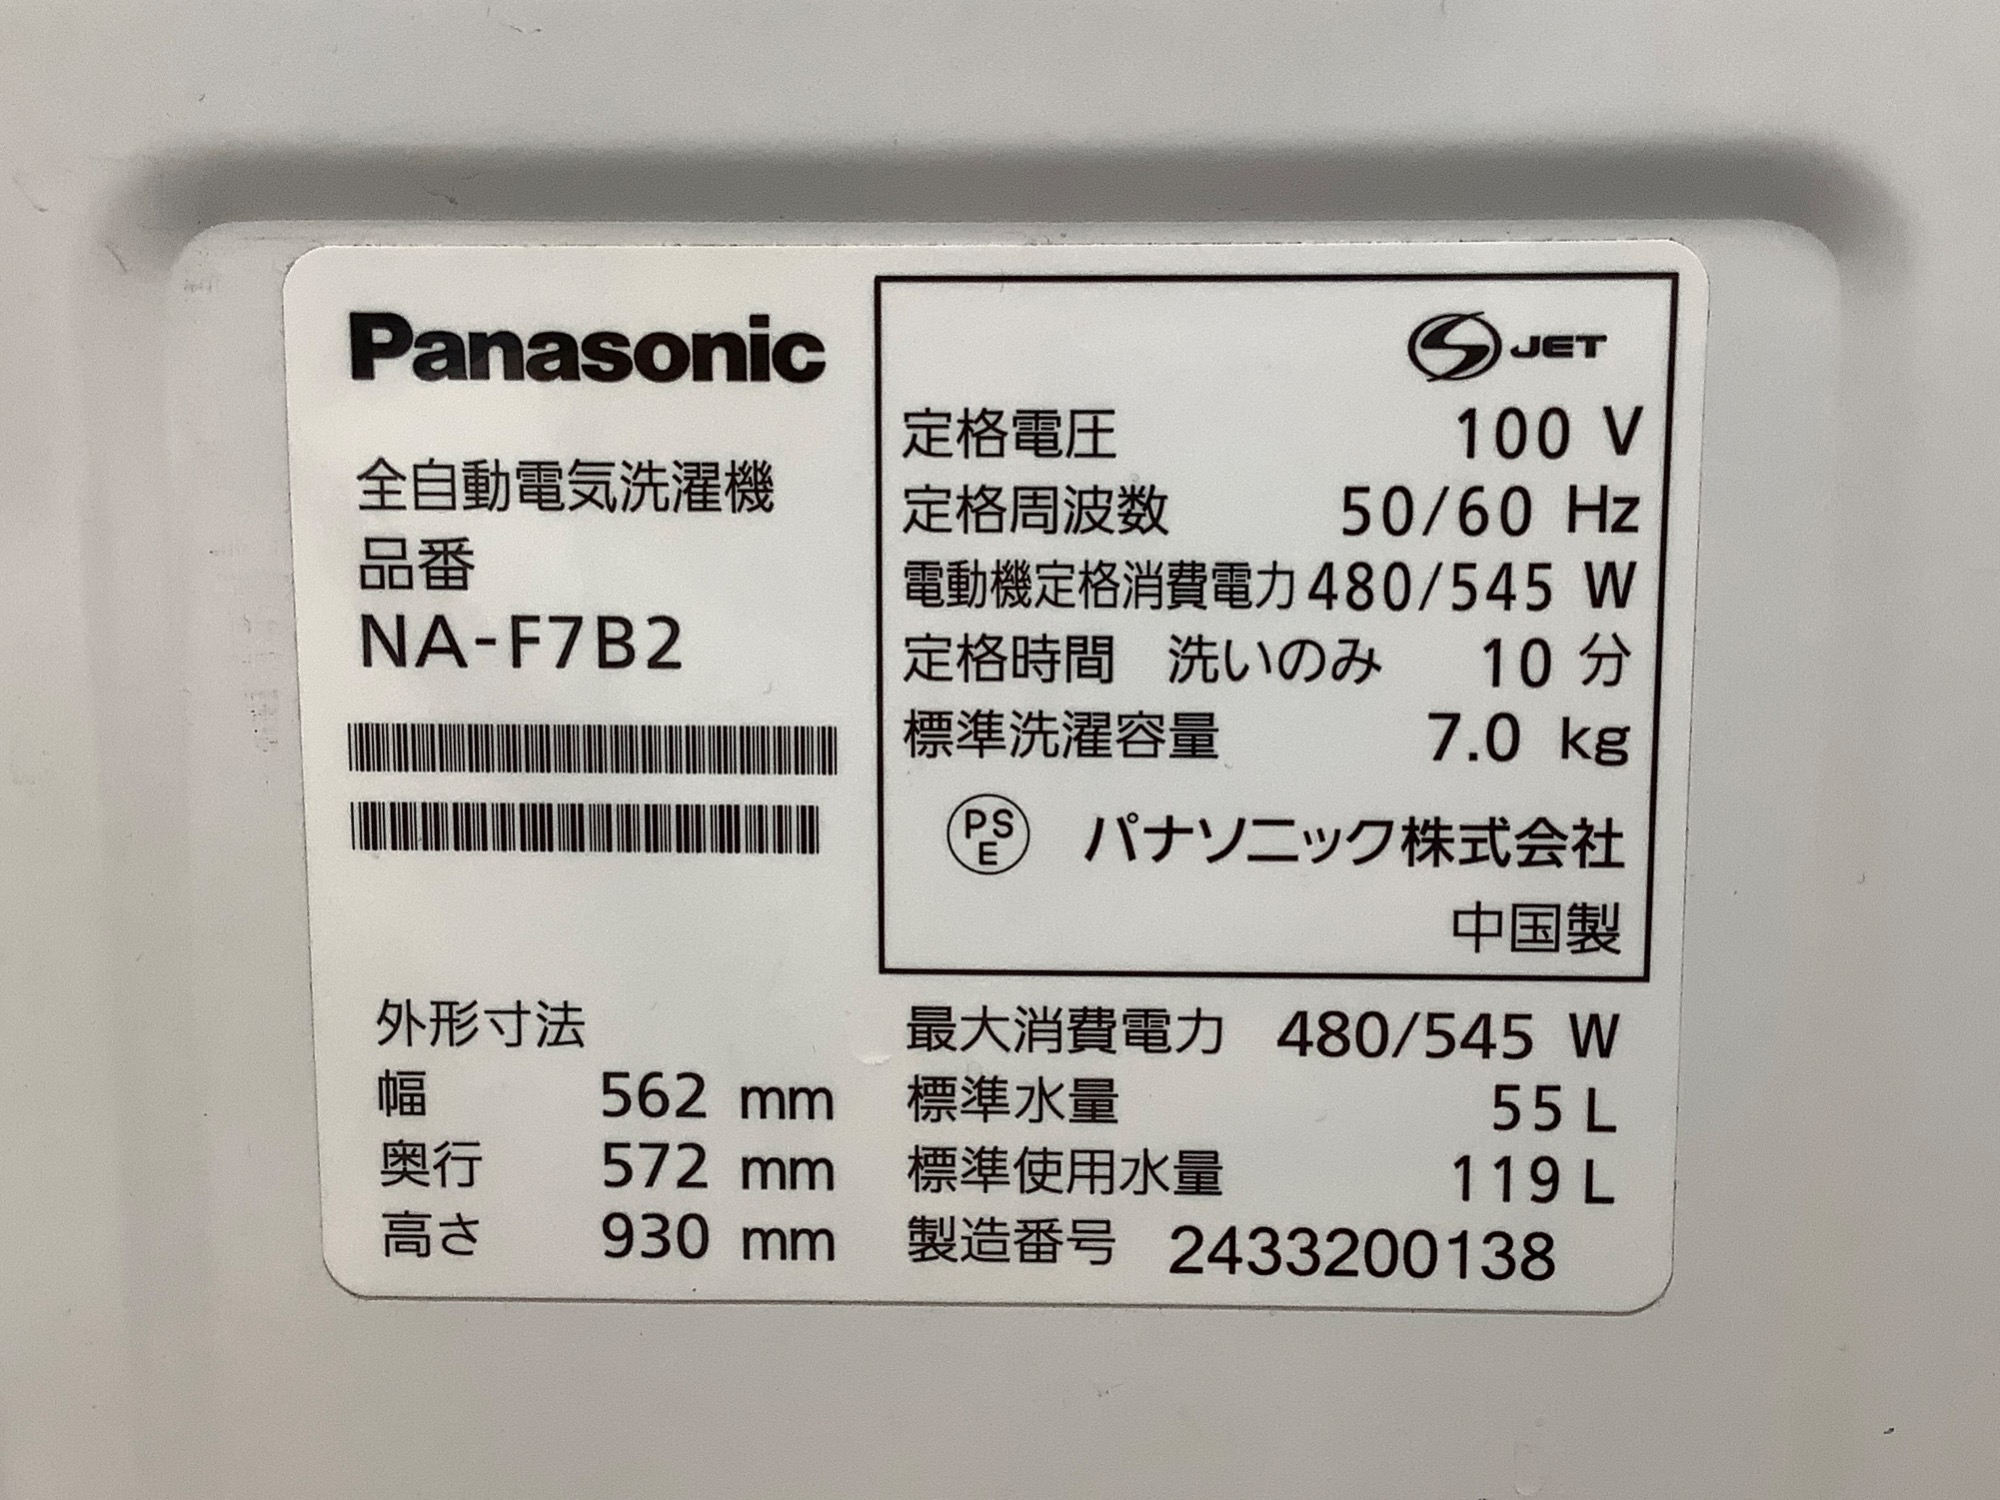 Panasonic
全自動電気洗濯機
品番
NA-F7B2
S JET
定格電圧 100 V
定格周波数 50/60 Hz
電動機定格消費電力 480/545 W
定格時間 洗いのみ 10 分
標準洗濯容量 7.0 kg
PSE パナソニック株式会社
中国製
外形寸法
幅 562 mm
奥行 572 mm
高さ 930 mm
最大消費電力 480/545 W
標準水量 55 L
標準使用水量 119 L
製造番号 2433200138